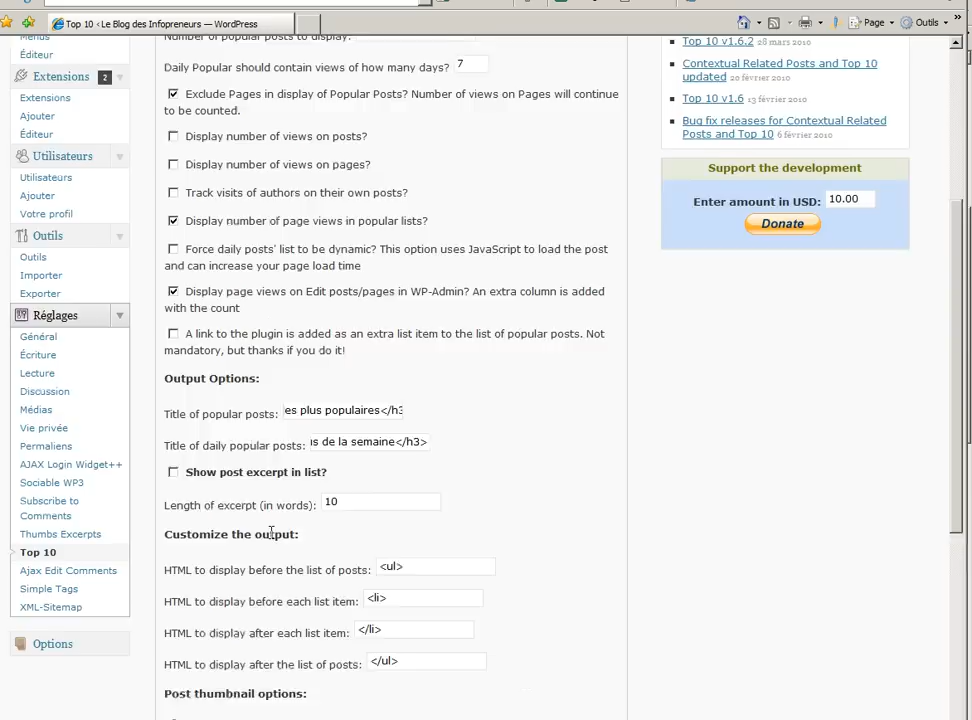 Top 10 ‹ Le Blog des Infopreneurs — WordPress
Page
Outils
»
Menus
Éditeur
Extensions 2
Extensions
Ajouter
Éditeur
Utilisateurs
Utilisateurs
Ajouter
Votre profil
Outils
Outils
Importer
Exporter
Réglages
Général
Écriture
Lecture
Discussion
Médias
Vie privée
Permaliens
AJAX Login Widget++
Sociable WP3
Subscribe to
Comments
Thumbs Excerpts
Top 10
Ajax Edit Comments
Simple Tags
XML-Sitemap
Options
Number of popular posts to display:
Daily Popular should contain views of how many days? 7
Exclude Pages in display of Popular Posts? Number of views on Pages will continue
to be counted.
Display number of views on posts?
Display number of views on pages?
Track visits of authors on their own posts?
Display number of page views in popular lists?
Force daily posts' list to be dynamic? This option uses JavaScript to load the post
and can increase your page load time
Display page views on Edit posts/pages in WP-Admin? An extra column is added
with the count
A link to the plugin is added as an extra list item to the list of popular posts. Not
mandatory, but thanks if you do it!
Output Options:
Title of popular posts: es plus populaires</h3
Title of daily popular posts: us de la semaine</h3>
Show post excerpt in list?
Length of excerpt (in words): 10
Customize the output:
HTML to display before the list of posts: <ul>
HTML to display before each list item: <li>
HTML to display after each list item: </li>
HTML to display after the list of posts: </ul>
Post thumbnail options:
Top 10 v1.6.2 28 mars 2010
Contextual Related Posts and Top 10
updated 20 février 2010
Top 10 v1.6 13 février 2010
Bug fix releases for Contextual Related
Posts and Top 10 6 février 2010
Support the development
Enter amount in USD: 10.00
Donate